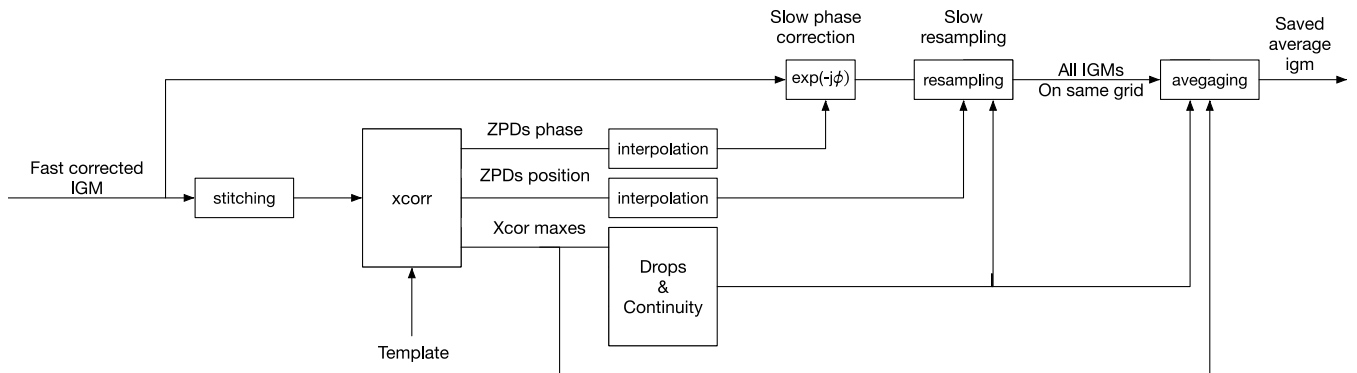 Slow phase
correction
Slow
resampling
Saved
average
igm
exp(-jϕ)
resampling
All IGMs
On same grid
avegaging
ZPDs phase
interpolation
Fast corrected
IGM
stitching
xcorr
ZPDs position
interpolation
Xcor maxes
Drops
&
Continuity
Template